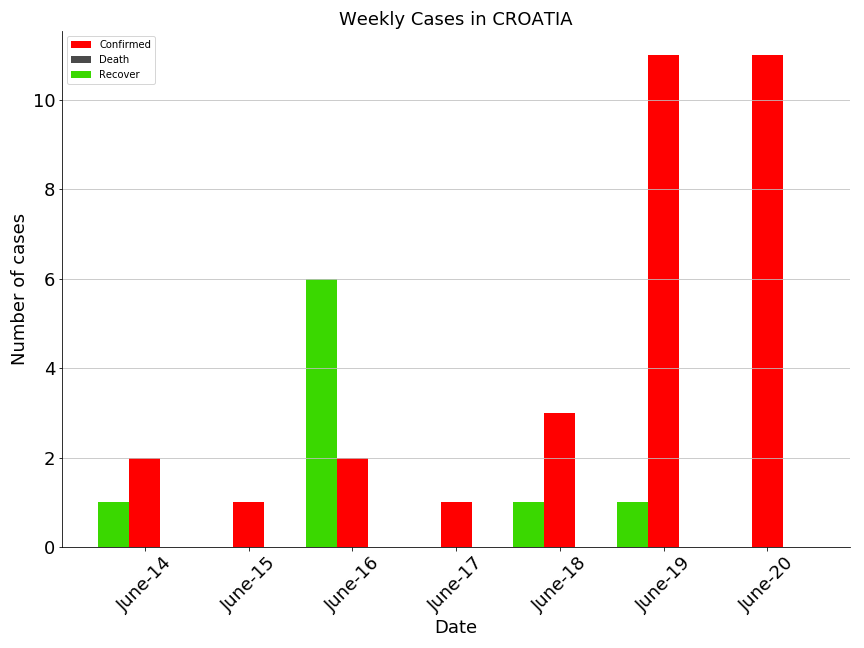 Weekly Cases in CROATIA
Confirmed
Death
Recover
Number of cases
10
8
6
4
2
0
June-14
June-15
June-16
June-17
June-18
June-19
June-20
Date